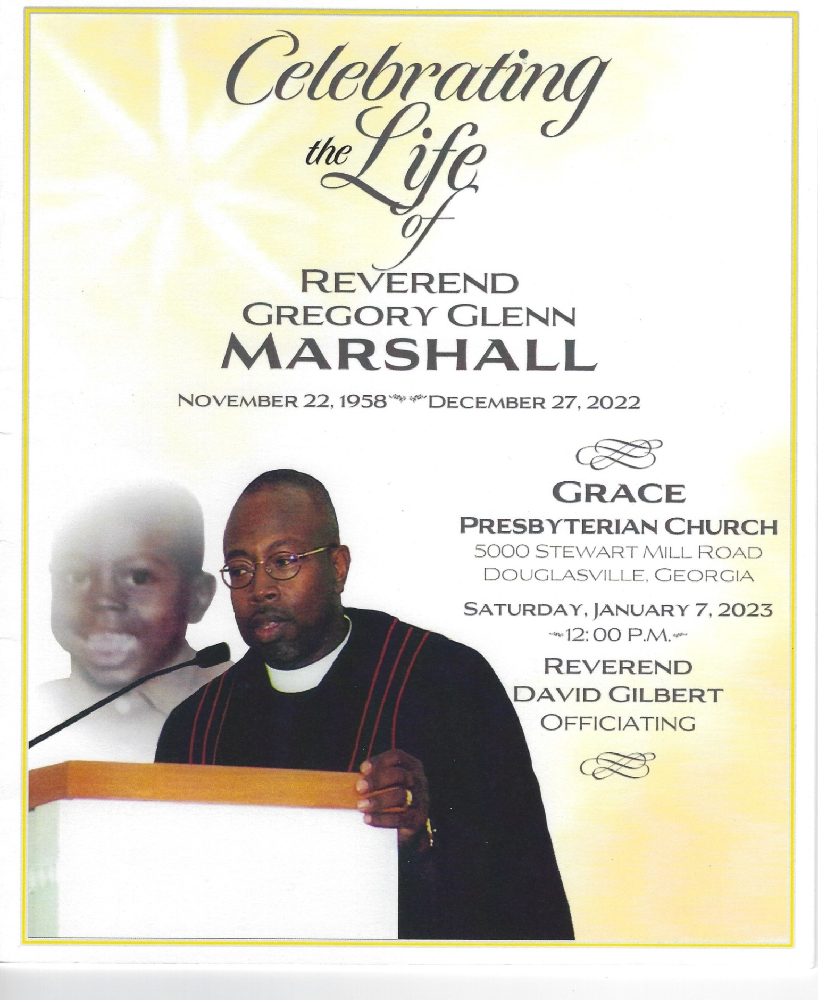 Celebrating
the Life
of
REVEREND
GREGORY GLENN
MARSHALL
NOVEMBER 22, 1958 DECEMBER 27, 2022
GRACE
PRESBYTERIAN CHURCH
5000 STEWART MILL ROAD
DOUGLASVILLE, GEORGIA
SATURDAY, JANUARY 7, 2023
12:00 P.M.
REVEREND
DAVID GILBERT
OFFICIATING